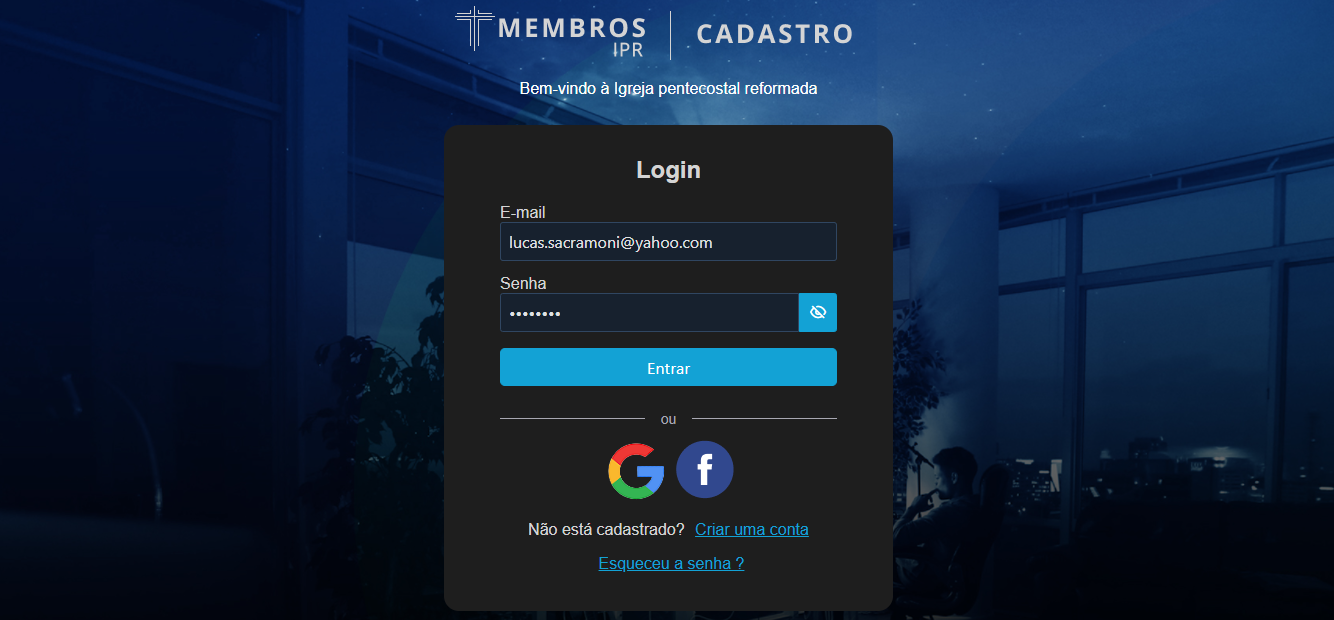 MEMBROS
IPR
CADASTRO
Bem-vindo à Igreja pentecostal reformada
Login
E-mail
lucas.sacramoni@yahoo.com
Senha
••••••••
Entrar
ou
Não está cadastrado? Criar uma conta
Esqueceu a senha ?